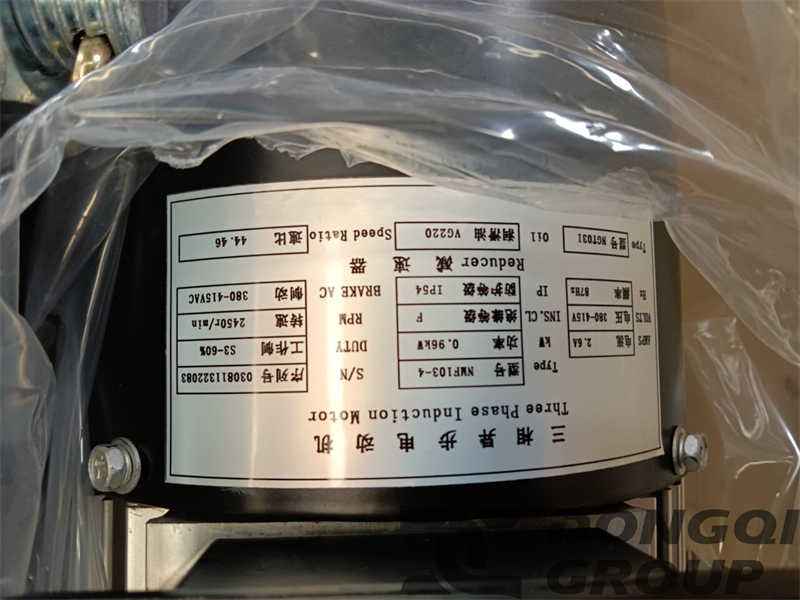 三相异步电动机
Three Phase Induction Motor
Type 型号 NMF103-4 S/N 序列号 030811322083
AMPS 电流 2.6A kW 功率 0.96kW DUTY 工作制 S3-60%
VOLTS 电压 380-415V INS.CL 绝缘等级 F RPM 转速 2450r/min
Hz 频率 87Hz IP 防护等级 IP54 BRAKE AC 制动 380-415VAC
Reducer 减速器
Type 型号 NGT031 Oil 润滑油 VG220 Speed Ratio 速比 44.46
DONGQI
GROUP